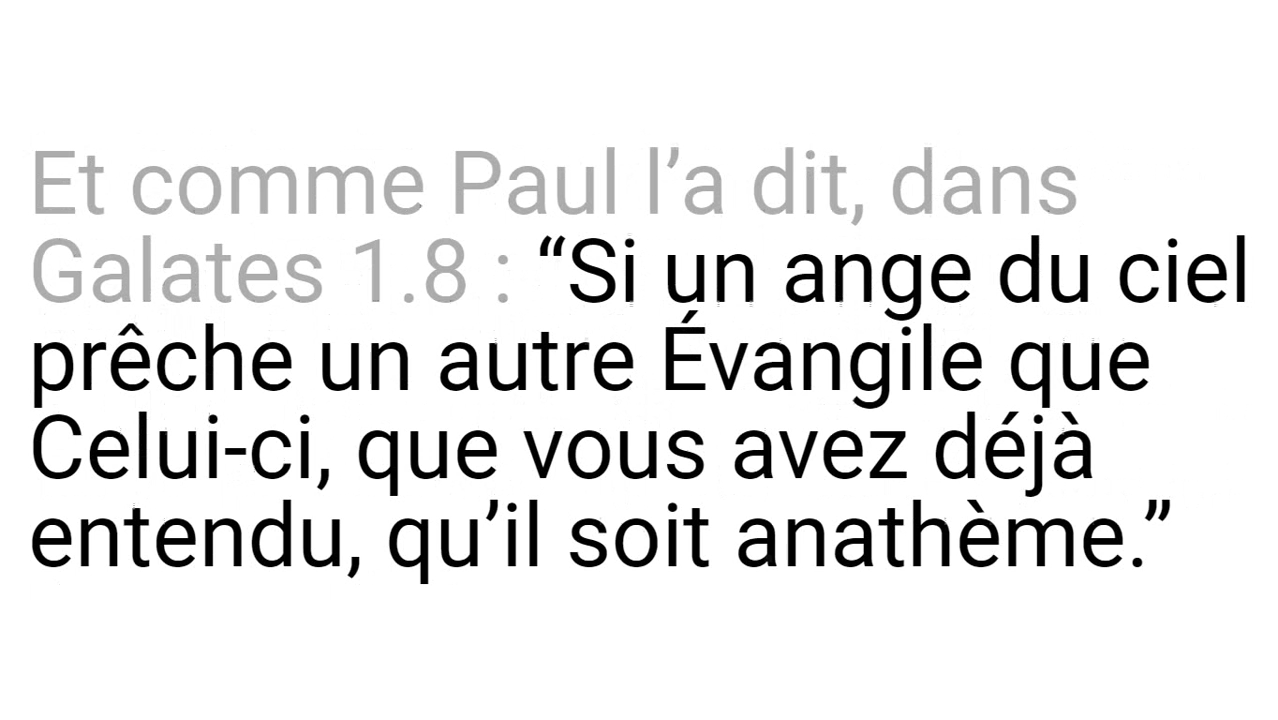 Et comme Paul l’a dit, dans
Galates 1.8 : “Si un ange du ciel
prêche un autre Évangile que
Celui-ci, que vous avez déjà
entendu, qu’il soit anathème.”